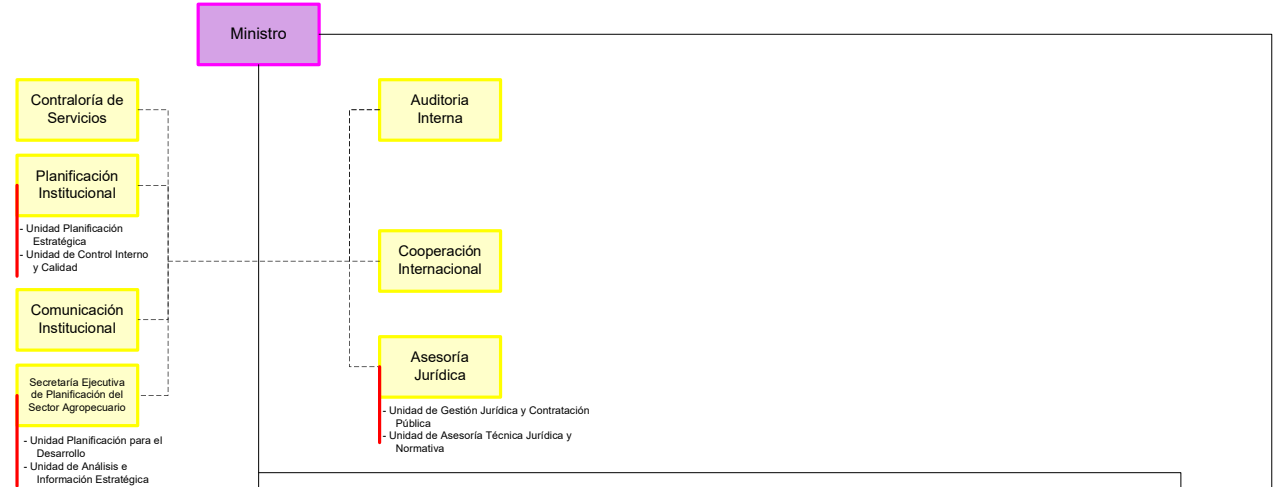 Ministro
Contraloría de
Servicios
Auditoria
Interna
Planificación
Institucional
- Unidad Planificación
Estratégica
- Unidad de Control Interno
y Calidad
Cooperación
Internacional
Comunicación
Institucional
Asesoría
Jurídica
- Unidad de Gestión Jurídica y Contratación
Pública
- Unidad de Asesoría Técnica Jurídica y
Normativa
Secretaría Ejecutiva
de Planificación del
Sector Agropecuario
- Unidad Planificación para el
Desarrollo
- Unidad de Análisis e
Información Estratégica